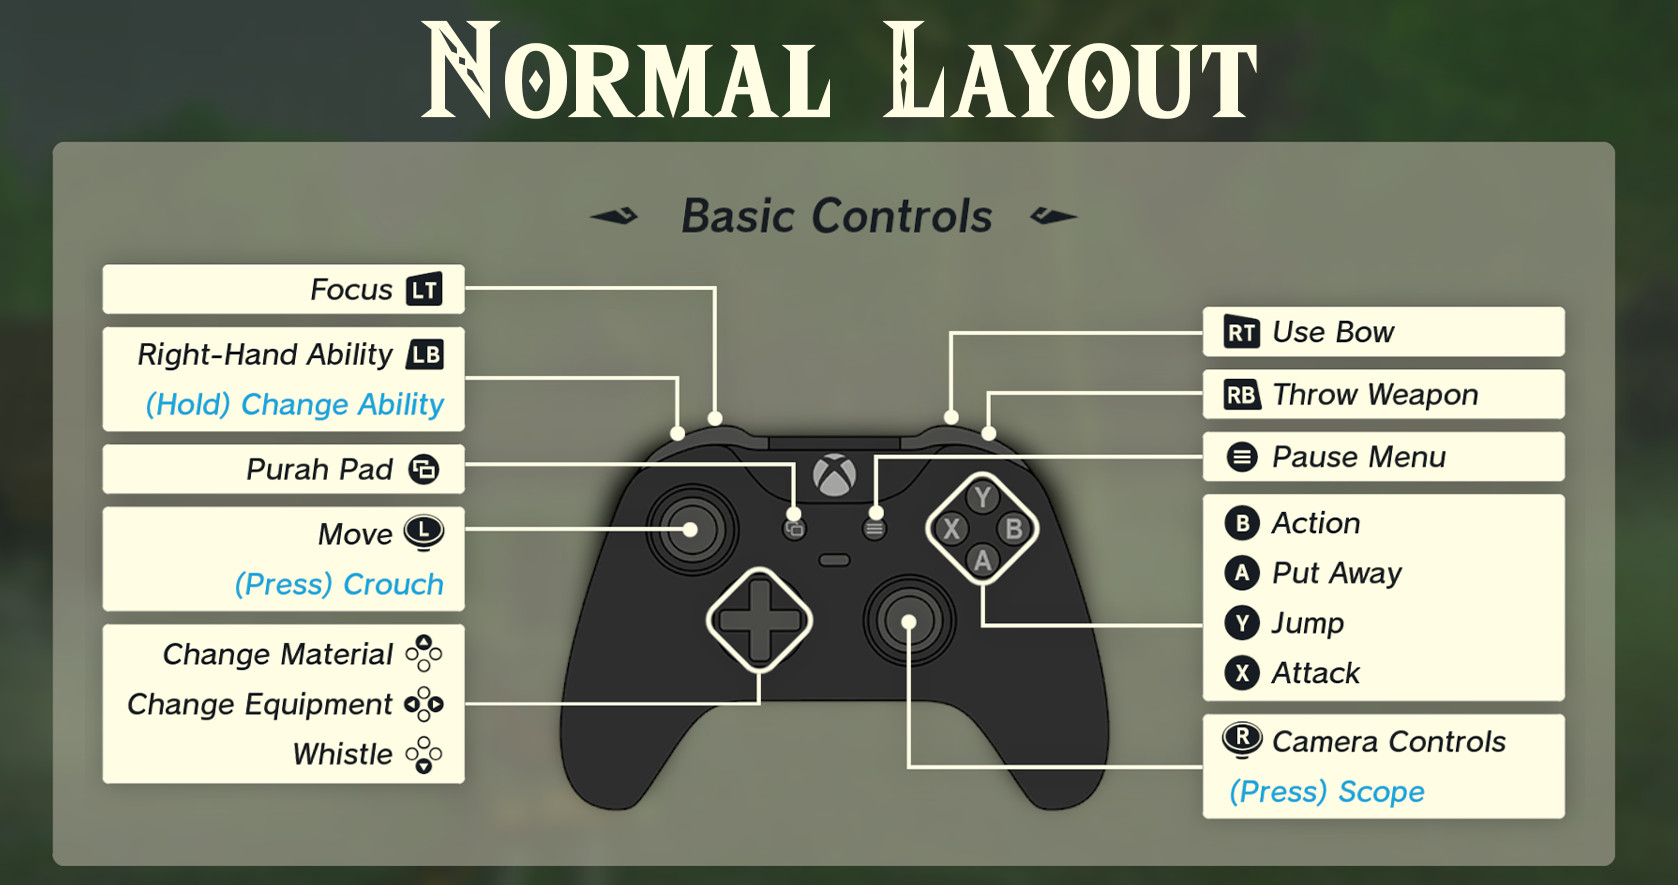 Normal Layout
Basic Controls
Focus LT
Right-Hand Ability LB
(Hold) Change Ability
Purah Pad
Move L
(Press) Crouch
Change Material
Change Equipment
Whistle
RT Use Bow
RB Throw Weapon
Pause Menu
B Action
A Put Away
Y Jump
X Attack
R Camera Controls
(Press) Scope
Y
X B
A